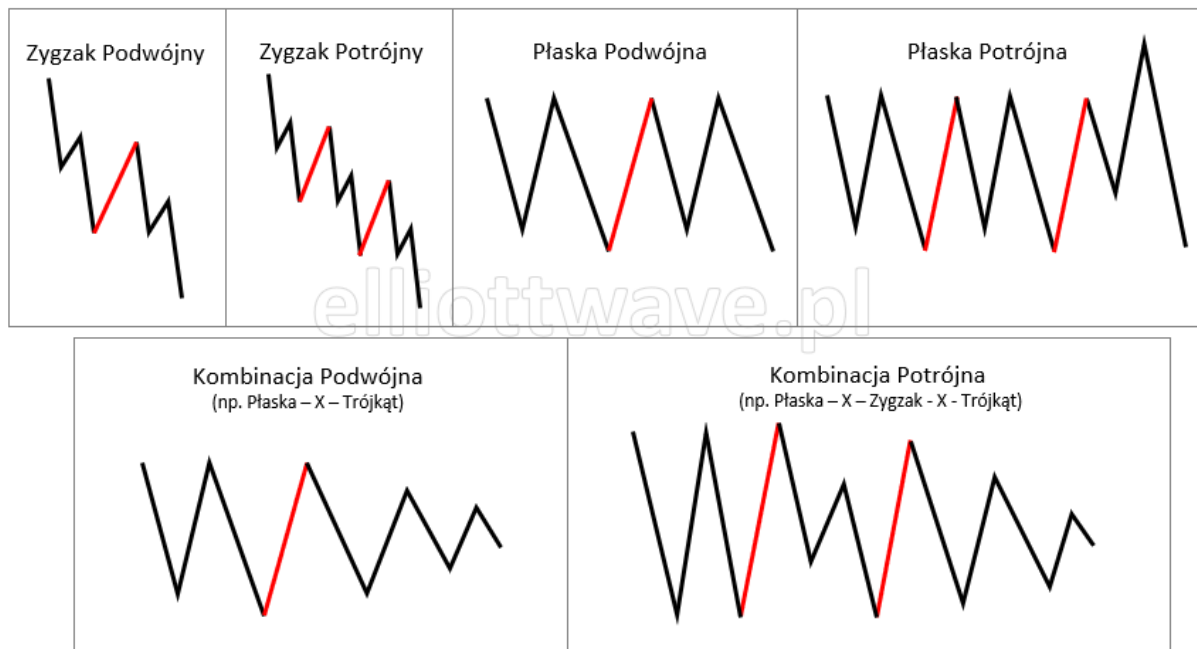 Zygzak Podwójny
Zygzak Potrójny
Płaska Podwójna
Płaska Potrójna
elliottwave.pl
Kombinacja Podwójna
(np. Płaska – X – Trójkąt)
Kombinacja Potrójna
(np. Płaska – X – Zygzak - X - Trójkąt)